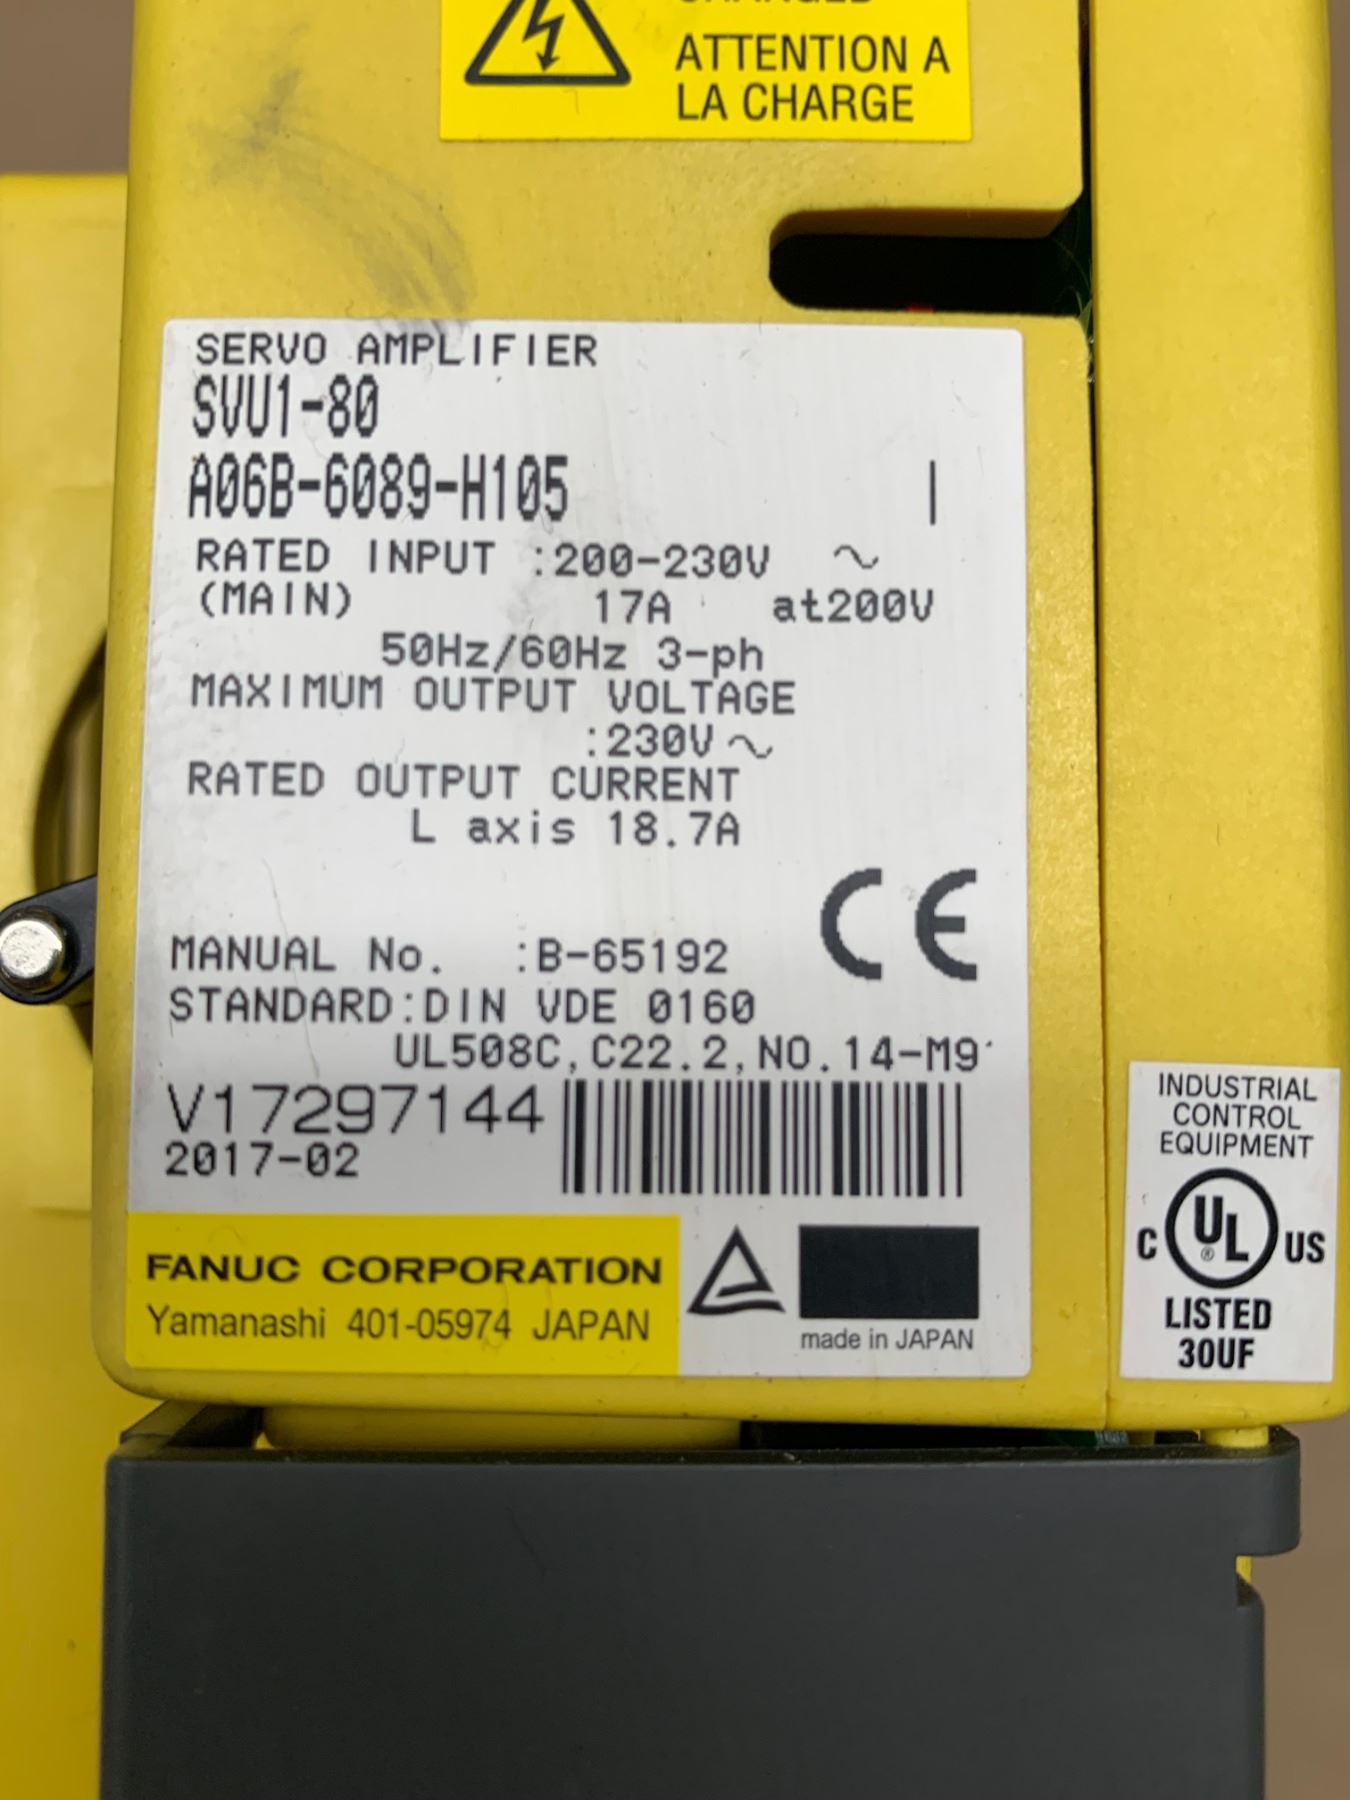 ATTENTION A
LA CHARGE
SERVO AMPLIFIER
SVU1-80
A06B-6089-H105 I
RATED INPUT :200-230V ~
(MAIN) 17A at200V
50Hz/60Hz 3-ph
MAXIMUM OUTPUT VOLTAGE
:230V~
RATED OUTPUT CURRENT
L axis 18.7A
CE
MANUAL No. :B-65192
STANDARD:DIN VDE 0160
UL508C,C22.2,NO.14-M9
V17297144
2017-02
FANUC CORPORATION
Yamanashi 401-05974 JAPAN
made in JAPAN
INDUSTRIAL
CONTROL
EQUIPMENT
C UL ® US
LISTED
30UF